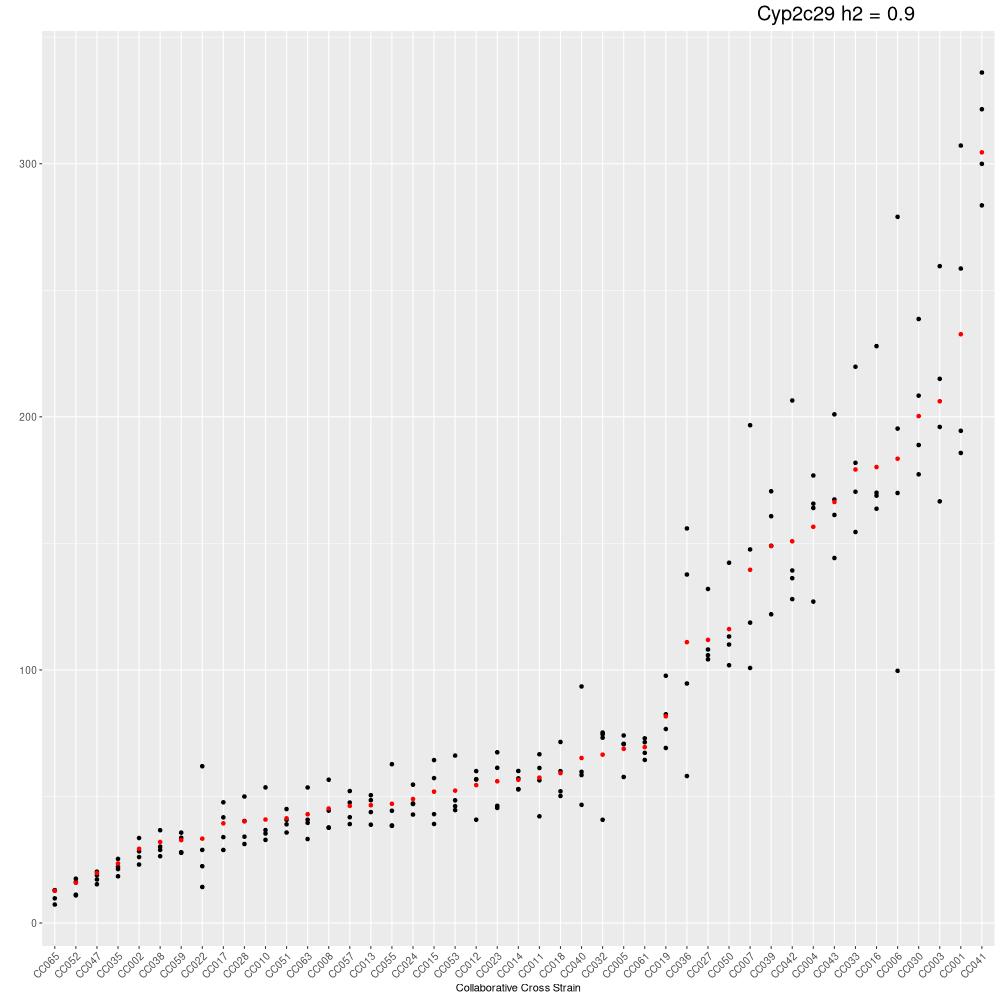 Cyp2c29 h2 = 0.9
300
200
100
0
CC065 CC052 CC047 CC035 CC002 CC038 CC059 CC022 CC017 CC028 CC010 CC051 CC063 CC008 CC057 CC013 CC055 CC024 CC015 CC053 CC012 CC023 CC014 CC011 CC018 CC040 CC032 CC005 CC061 CC019 CC036 CC027 CC050 CC007 CC039 CC042 CC004 CC043 CC033 CC016 CC006 CC030 CC003 CC001 CC041
Collaborative Cross Strain